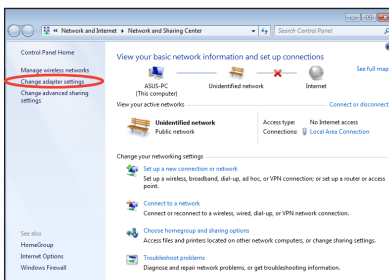 Network and Internet
Network and Sharing Center
Search Control Panel
Control Panel Home
Manage wireless networks
Change adapter settings
Change advanced sharing
settings
View your basic network information and set up connections
See full map
ASUS-PC
(This computer)
Unidentified network
Internet
View your active networks
Connect or disconnect
Unidentified network
Public network
Access type: No Internet access
Connections: Local Area Connection
Change your networking settings
Set up a new connection or network
Set up a wireless, broadband, dial-up, ad hoc, or VPN connection; or set up a router or access
point.
Connect to a network
Connect or reconnect to a wireless, wired, dial-up, or VPN network connection.
Choose homegroup and sharing options
Access files and printers located on other network computers, or change sharing settings.
Troubleshoot problems
Diagnose and repair network problems, or get troubleshooting information.
See also
HomeGroup
Internet Options
Windows Firewall